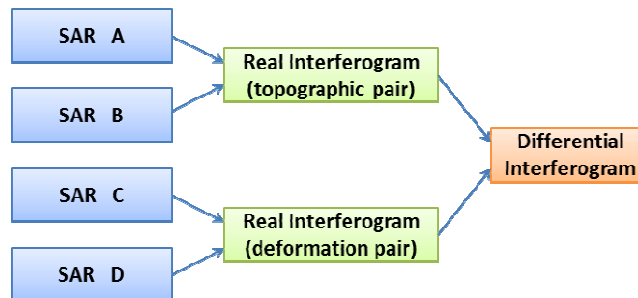 SAR A
SAR B
Real Interferogram
(topographic pair)
SAR C
SAR D
Real Interferogram
(deformation pair)
Differential
Interferogram